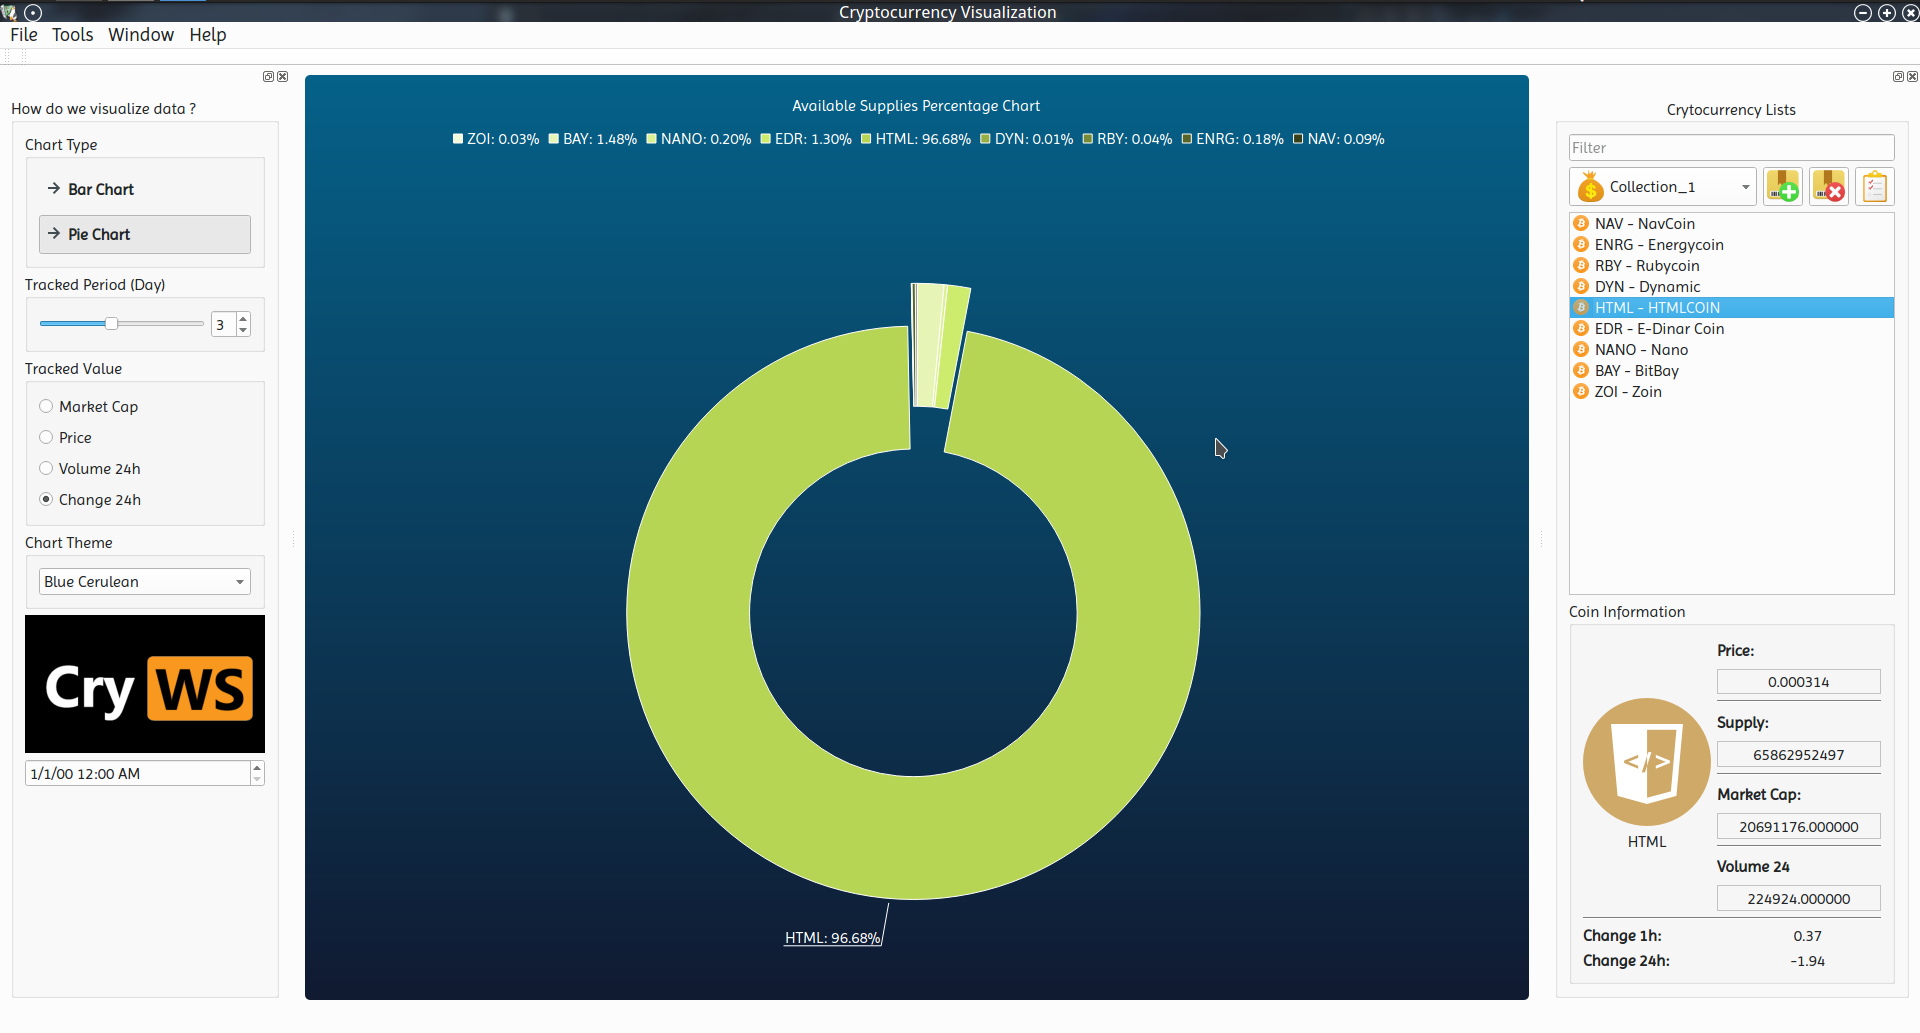 Cryptocurrency Visualization
File Tools Window Help
How do we visualize data ?
Chart Type
Bar Chart
Pie Chart
Tracked Period (Day)
3
Tracked Value
Market Cap
Price
Volume 24h
Change 24h
Chart Theme
Blue Cerulean
Cry WS
1/1/00 12:00 AM
Available Supplies Percentage Chart
ZOI: 0.03% BAY: 1.48% NANO: 0.20% EDR: 1.30% HTML: 96.68% DYN: 0.01% RBY: 0.04% ENRG: 0.18% NAV: 0.09%
HTML: 96.68%
Crytocurrency Lists
Filter
Collection_1
NAV - NavCoin
ENRG - Energycoin
RBY - Rubycoin
DYN - Dynamic
HTML - HTMLCOIN
EDR - E-Dinar Coin
NANO - Nano
BAY - BitBay
ZOI - Zoin
Coin Information
Price:
0.000314
Supply:
65862952497
Market Cap:
20691176.000000
Volume 24
224924.000000
</>
HTML
Change 1h: 0.37
Change 24h: -1.94